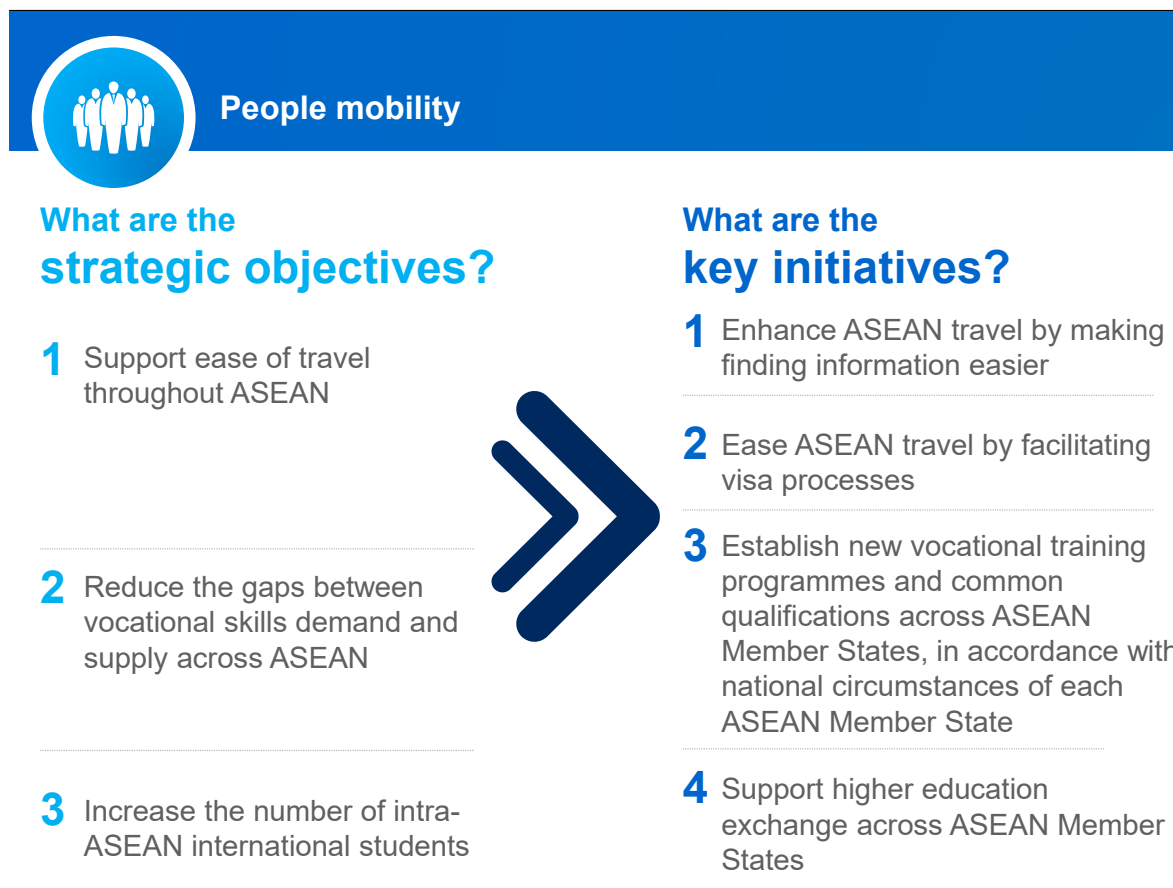 People mobility
What are the
strategic objectives?
1 Support ease of travel
throughout ASEAN
2 Reduce the gaps between
vocational skills demand and
supply across ASEAN
3 Increase the number of intra-
ASEAN international students
What are the
key initiatives?
1 Enhance ASEAN travel by making
finding information easier
2 Ease ASEAN travel by facilitating
visa processes
3 Establish new vocational training
programmes and common
qualifications across ASEAN
Member States, in accordance with
national circumstances of each
ASEAN Member State
4 Support higher education
exchange across ASEAN Member
States